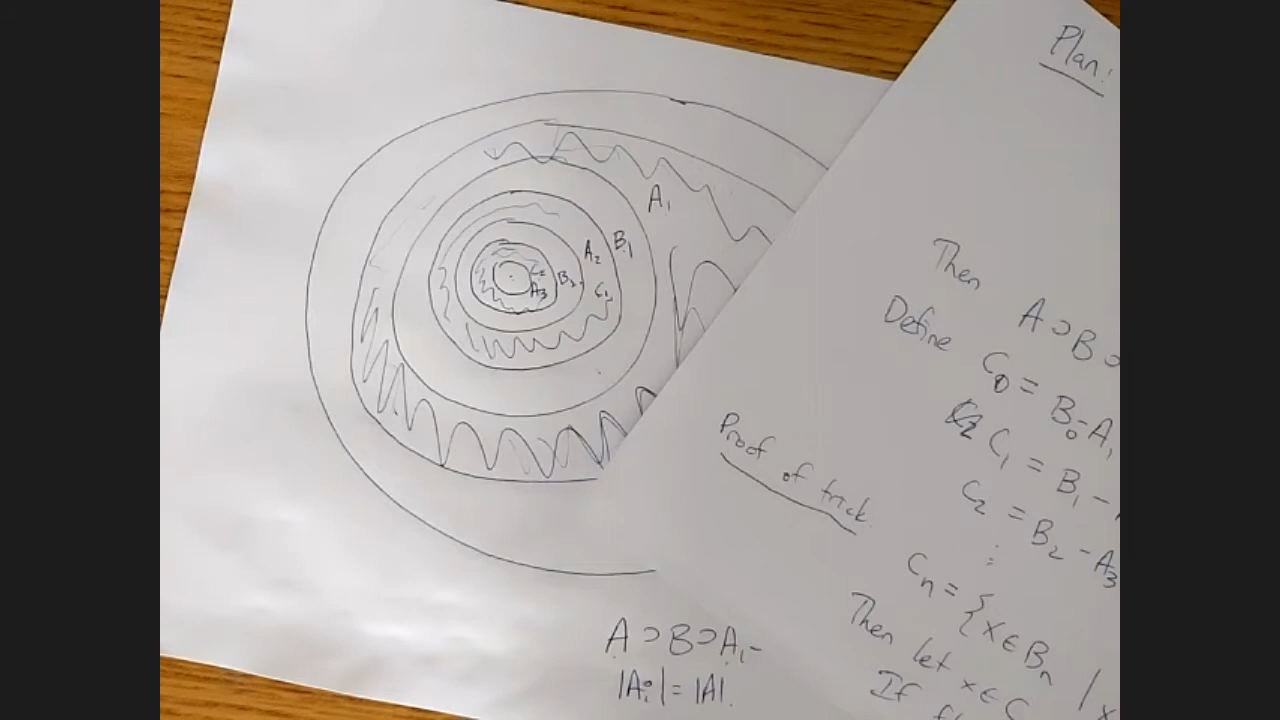 A₁
B₁
A₂
C₁
B₂
C₂
A₃
A ⊃ B ⊃ A₁
|A₁| = |A|.
Plan:
Then A ⊃ B ⊃
Define C₀ = B₀ - A₁
C₁ = B₁ -
C₂ = B₂ - A₃
⋮
Proof of trick.
Cₙ = { x ∈ Bₙ | x
Then let x ∈ C
If